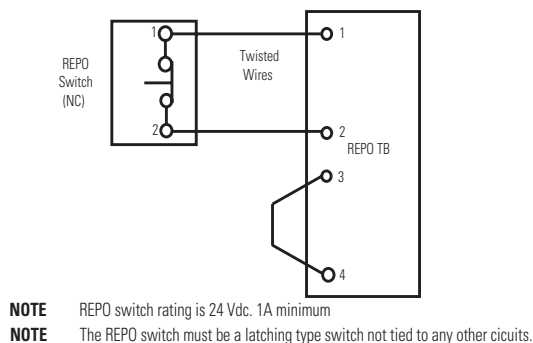 1
1
REPO
Switch
(NC)
Twisted
Wires
2
2
REPO TB
3
4
NOTE REPO switch rating is 24 Vdc. 1A minimum
NOTE The REPO switch must be a latching type switch not tied to any other cicuits.